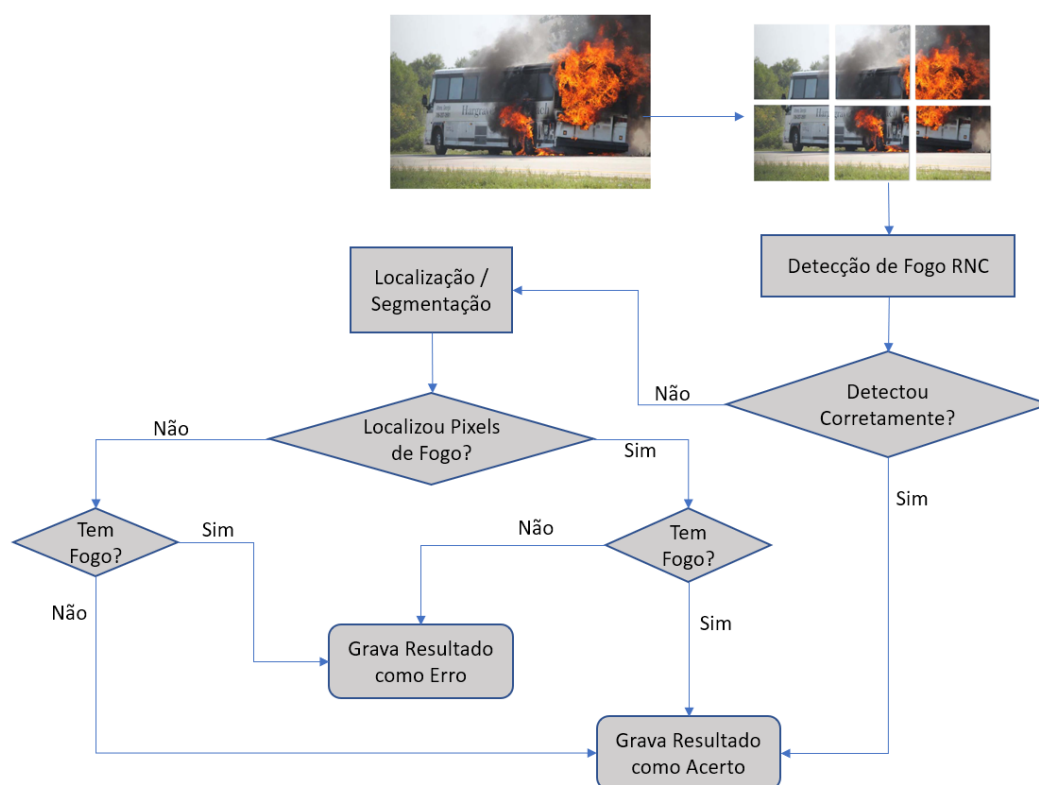 Detecção de Fogo RNC
Localização /
Segmentação
Detectou
Corretamente?
Não
Localizou Pixels
de Fogo?
Não
Sim
Sim
Tem
Fogo?
Sim
Não
Tem
Fogo?
Não
Sim
Grava Resultado
como Erro
Grava Resultado
como Acerto